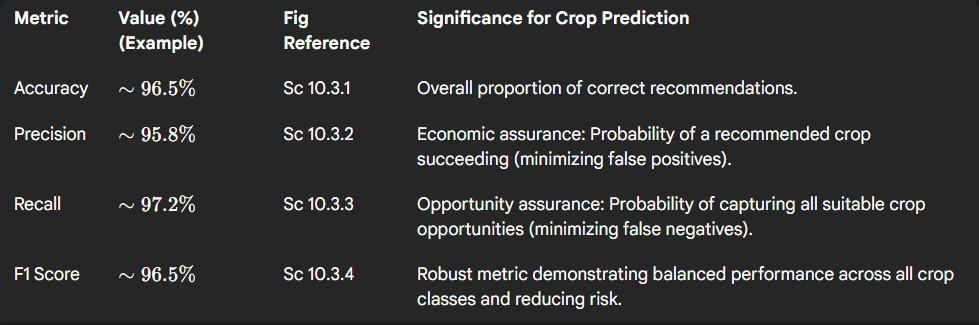 Metric Value (%) (Example) Fig Reference Significance for Crop Prediction
Accuracy ~ 96.5% Sc 10.3.1 Overall proportion of correct recommendations.
Precision ~ 95.8% Sc 10.3.2 Economic assurance: Probability of a recommended crop
succeeding (minimizing false positives).
Recall ~ 97.2% Sc 10.3.3 Opportunity assurance: Probability of capturing all suitable crop
opportunities (minimizing false negatives).
F1 Score ~ 96.5% Sc 10.3.4 Robust metric demonstrating balanced performance across all crop
classes and reducing risk.